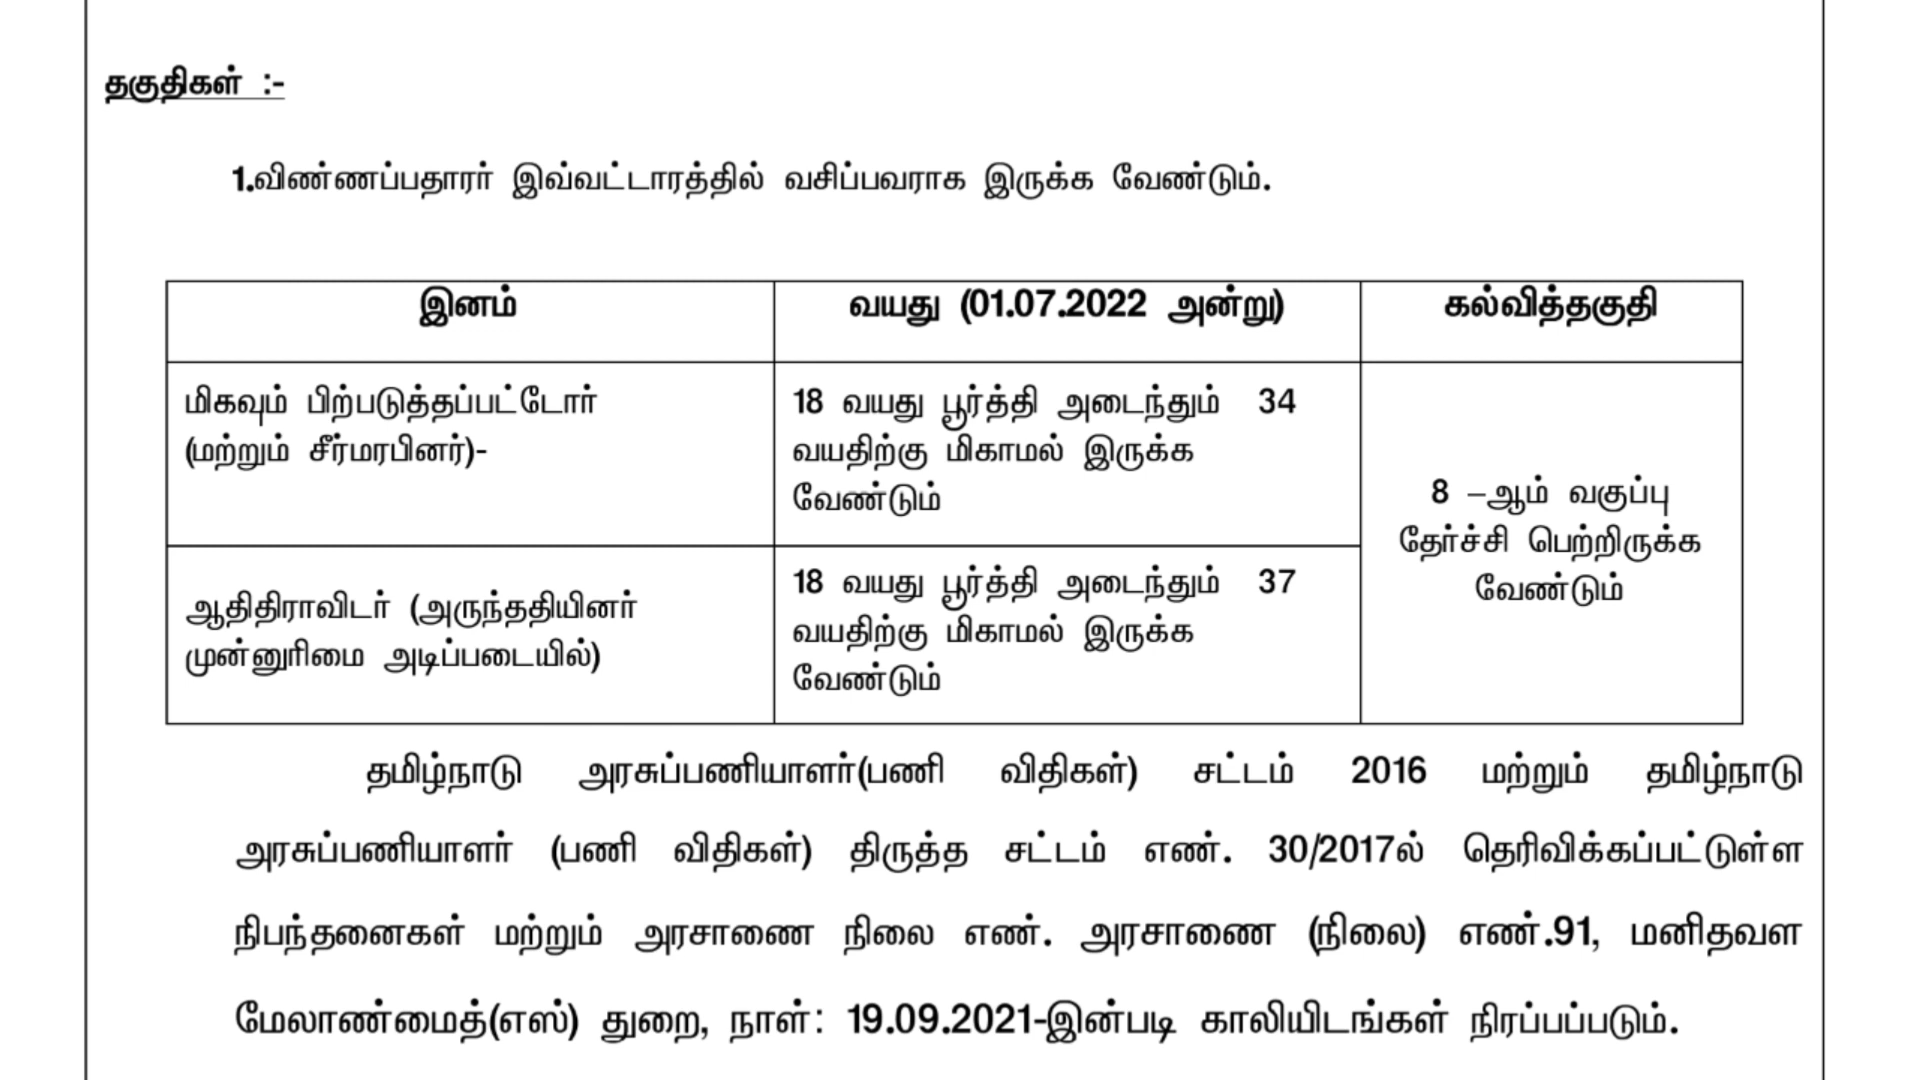 தகுதிகள் :-
1.விண்ணப்பதாரர் இவ்வட்டாரத்தில் வசிப்பவராக இருக்க வேண்டும்.
இனம்
வயது (01.07.2022 அன்று)
கல்வித்தகுதி
மிகவும் பிற்படுத்தப்பட்டோர்
(மற்றும் சீர்மரபினர்)-
18 வயது பூர்த்தி அடைந்தும் 34
வயதிற்கு மிகாமல் இருக்க
வேண்டும்
8 –ஆம் வகுப்பு
தேர்ச்சி பெற்றிருக்க
வேண்டும்
ஆதிதிராவிடர் (அருந்ததியினர்
முன்னுரிமை அடிப்படையில்)
18 வயது பூர்த்தி அடைந்தும் 37
வயதிற்கு மிகாமல் இருக்க
வேண்டும்
தமிழ்நாடு அரசுப்பணியாளர்(பணி விதிகள்) சட்டம் 2016 மற்றும் தமிழ்நாடு
அரசுப்பணியாளர் (பணி விதிகள்) திருத்த சட்டம் எண். 30/2017ல் தெரிவிக்கப்பட்டுள்ள
நிபந்தனைகள் மற்றும் அரசாணை நிலை எண். அரசாணை (நிலை) எண்.91, மனிதவள
மேலாண்மைத்(எஸ்) துறை, நாள்: 19.09.2021-இன்படி காலியிடங்கள் நிரப்பப்படும்.